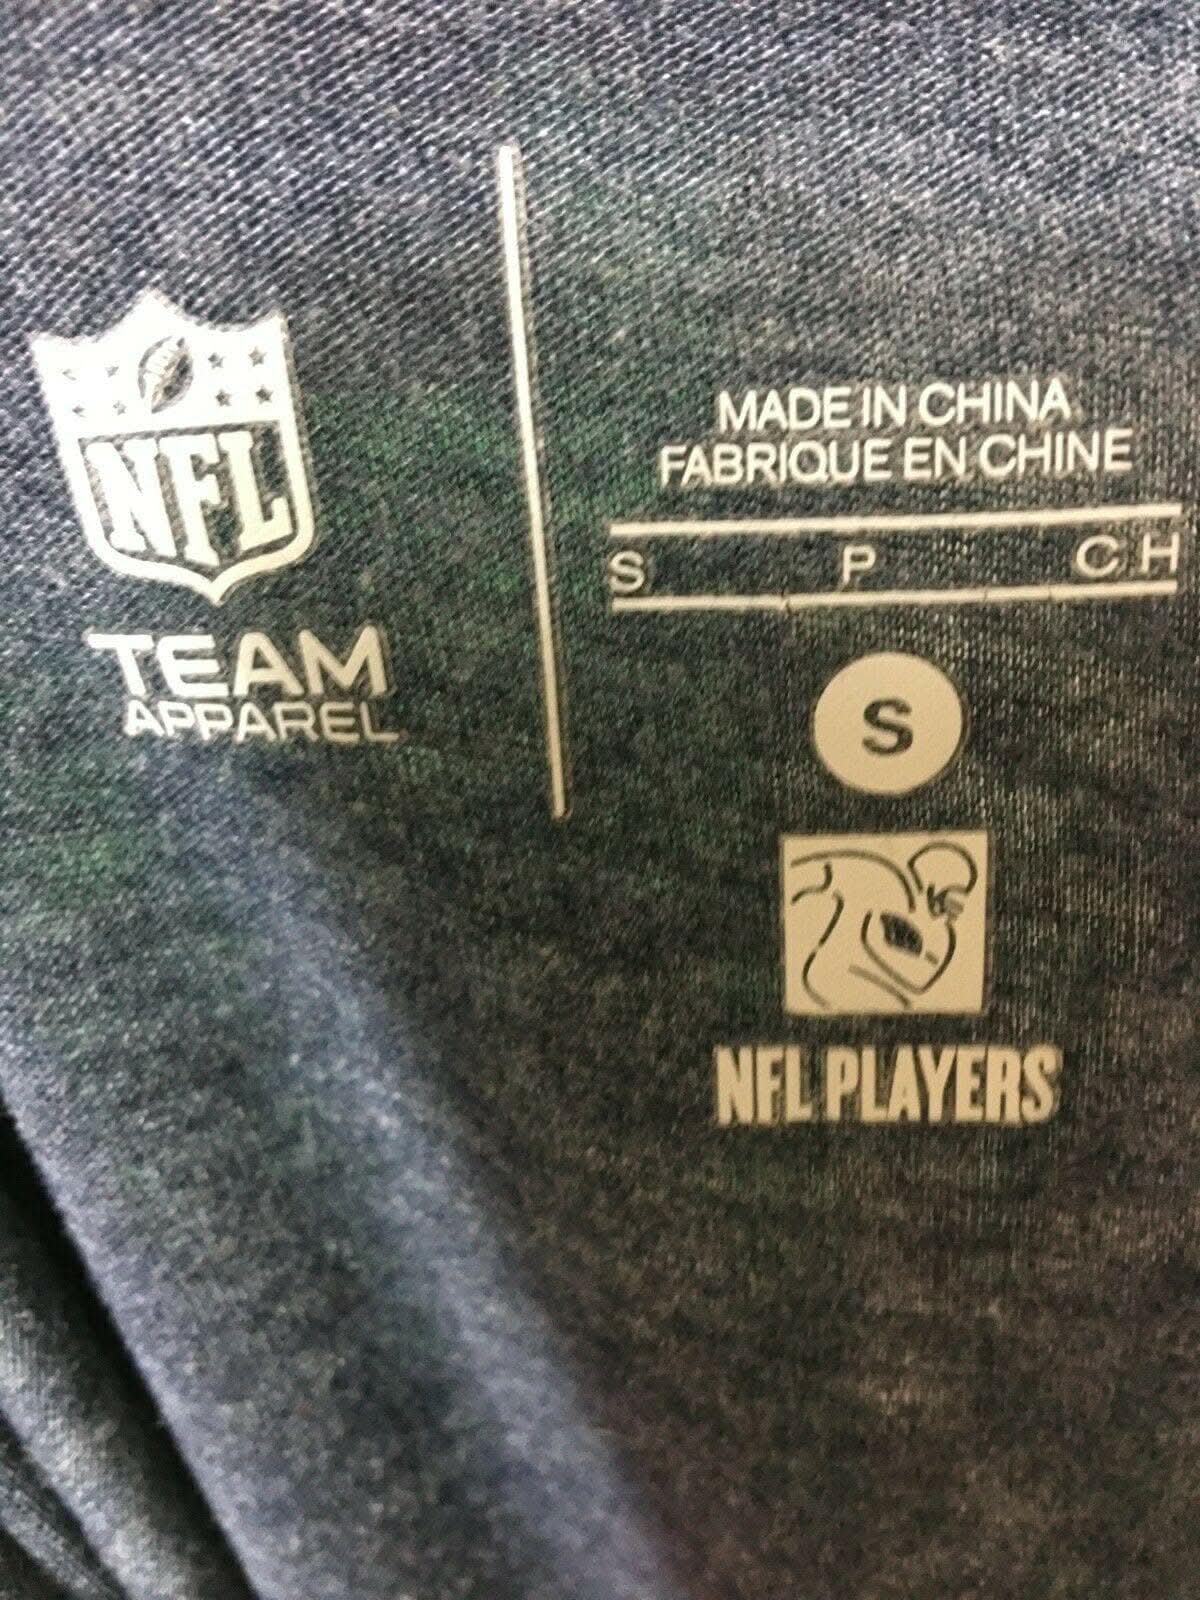 NFL
TEAM
APPAREL
MADE IN CHINA
FABRIQUE EN CHINE
S P CH
S
NFL PLAYERS